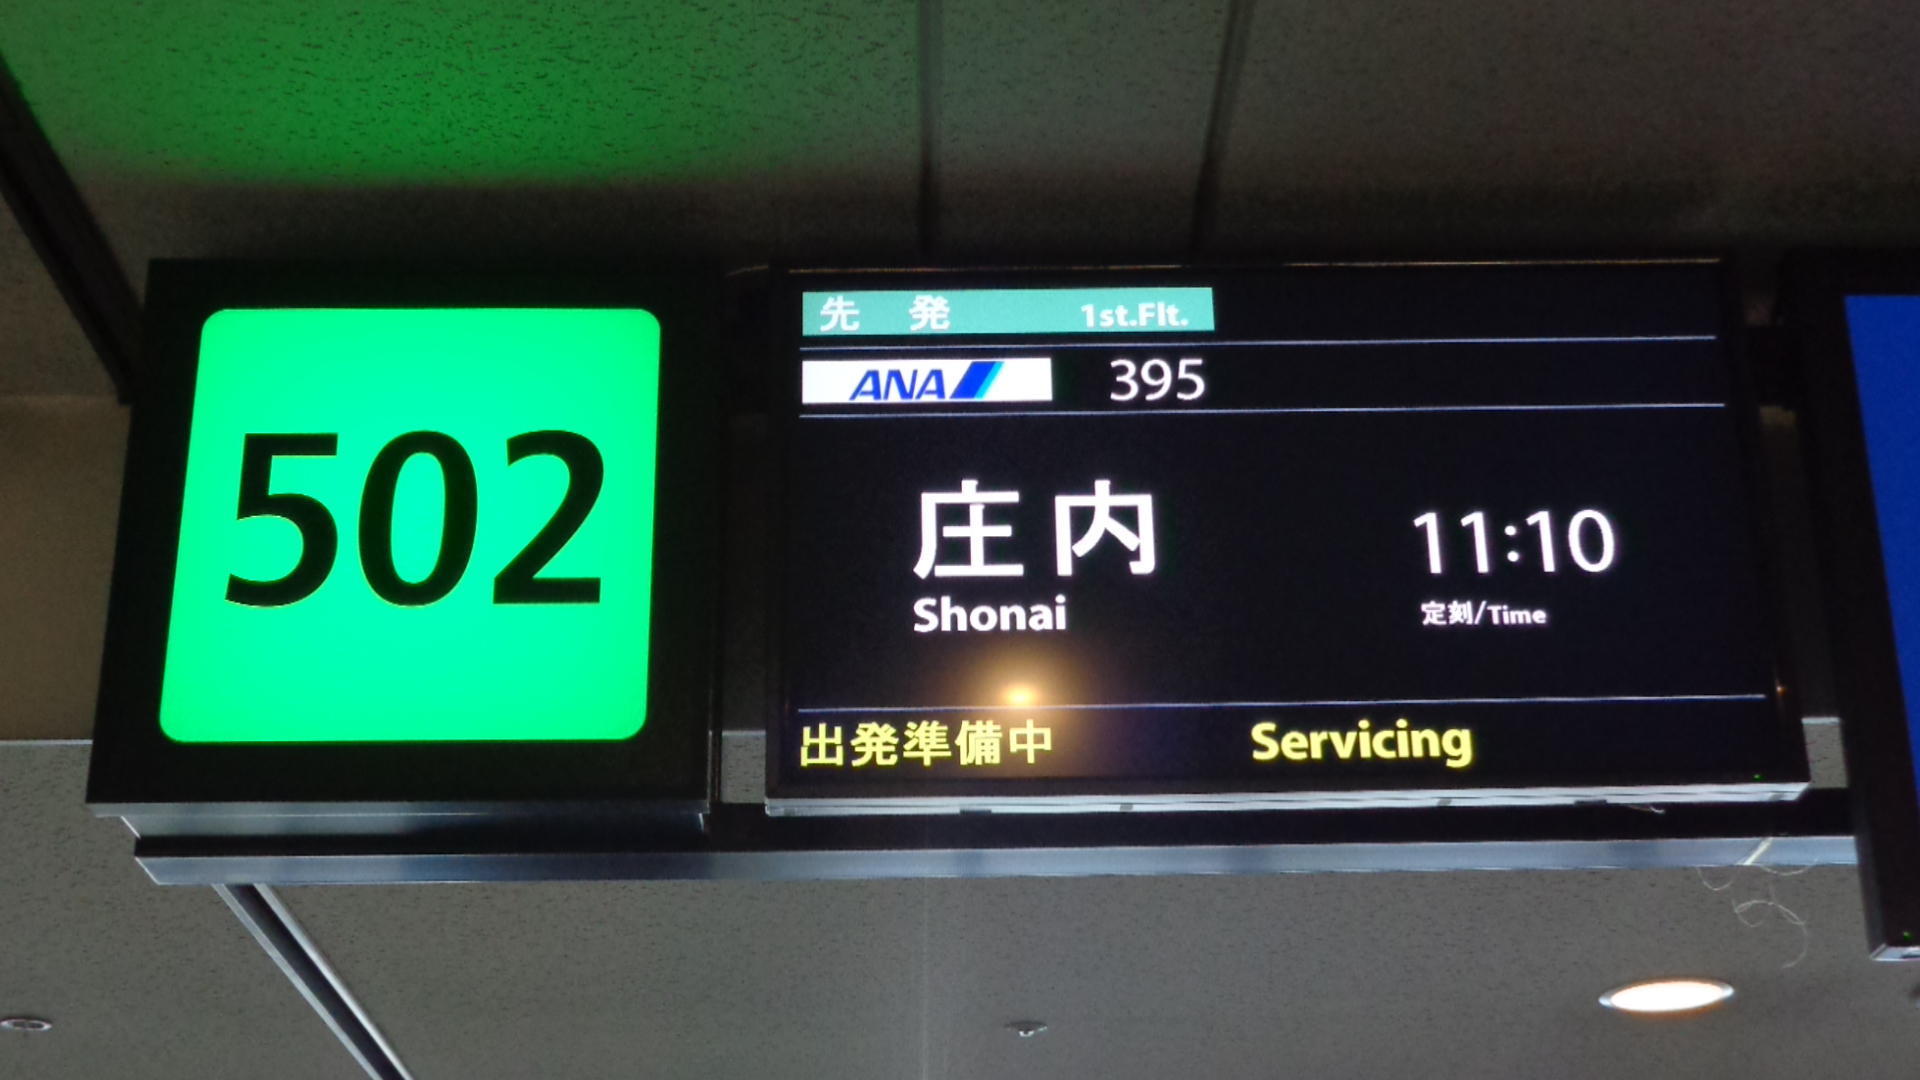 502
先 発 1st.Flt.
ANA 395
庄内 11:10
Shonai 定刻/Time
出発準備中 Servicing